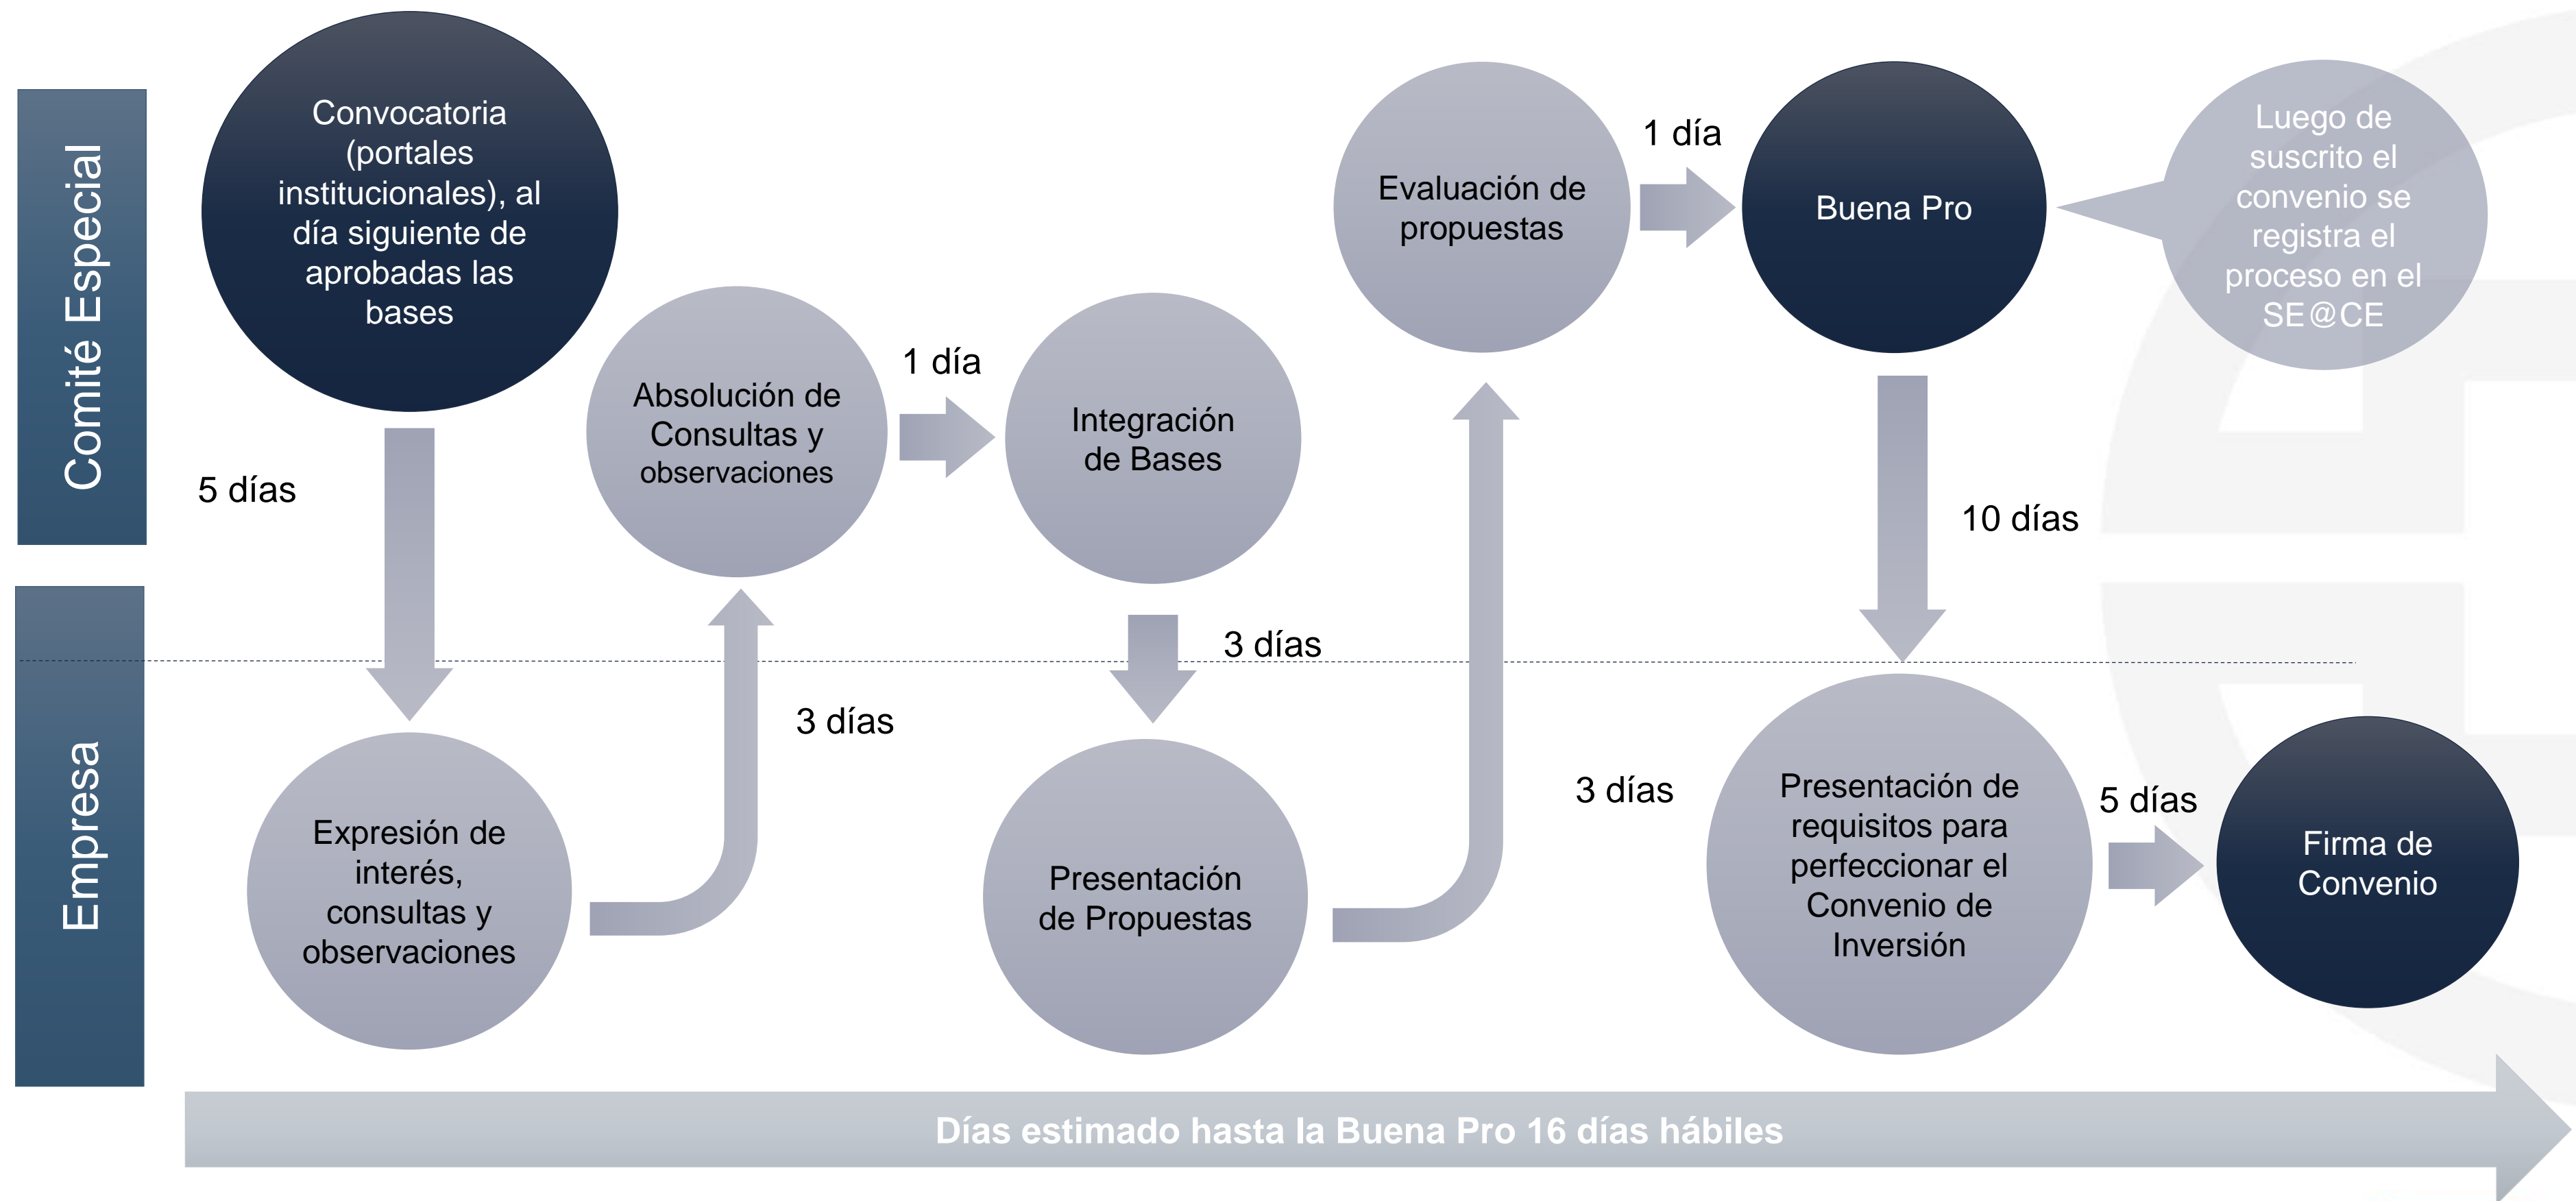 Comité Especial
Convocatoria
(portales
institucionales), al
día siguiente de
aprobadas las
bases
5 días
Absolución de
Consultas y
observaciones
1 día
Integración
de Bases
Evaluación de
propuestas
1 día
Buena Pro
Luego de
suscrito el
convenio se
registra el
proceso en el
SE@CE
10 días
Empresa
Expresión de
interés,
consultas y
observaciones
3 días
3 días
Presentación
de Propuestas
3 días
Presentación de
requisitos para
perfeccionar el
Convenio de
Inversión
5 días
Firma de
Convenio
Días estimado hasta la Buena Pro 16 días hábiles